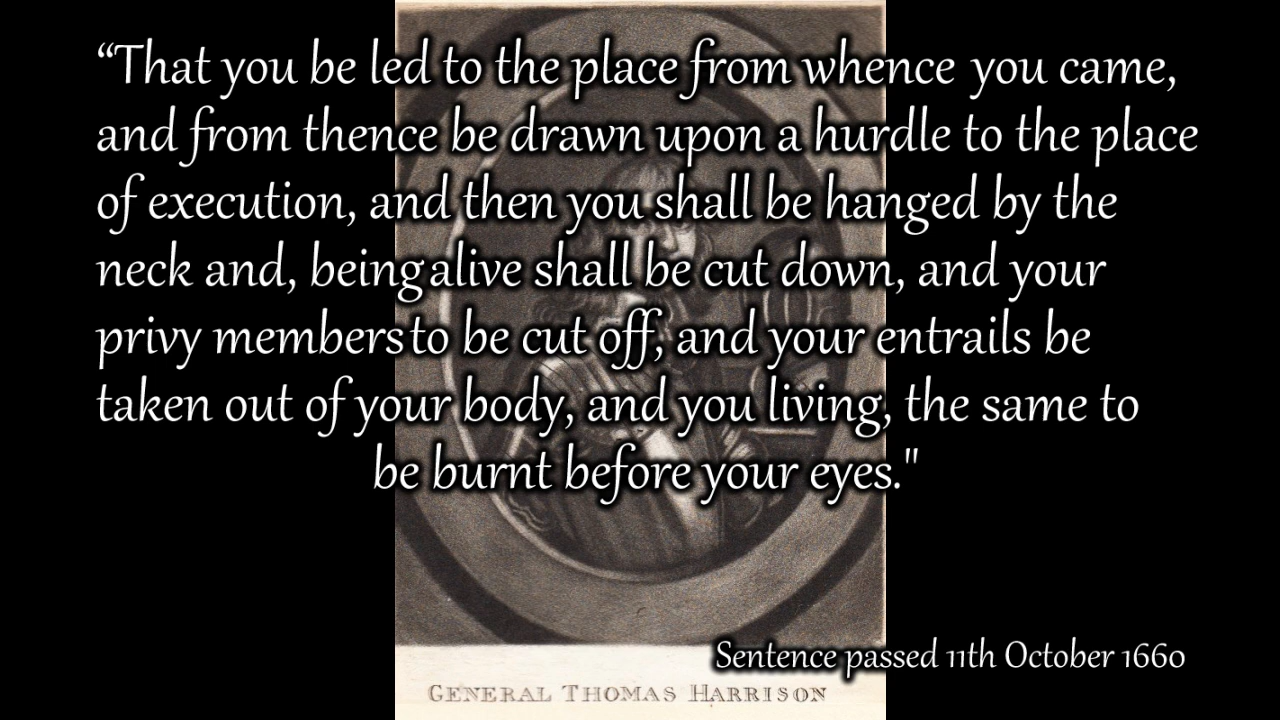 “That you be led to the place from whence you came,
and from thence be drawn upon a hurdle to the place
of execution, and then you shall be hanged by the
neck and, being alive shall be cut down, and your
privy members to be cut off, and your entrails be
taken out of your body, and you living, the same to
be burnt before your eyes."
Sentence passed 11th October 1660
GENERAL THOMAS HARRISON